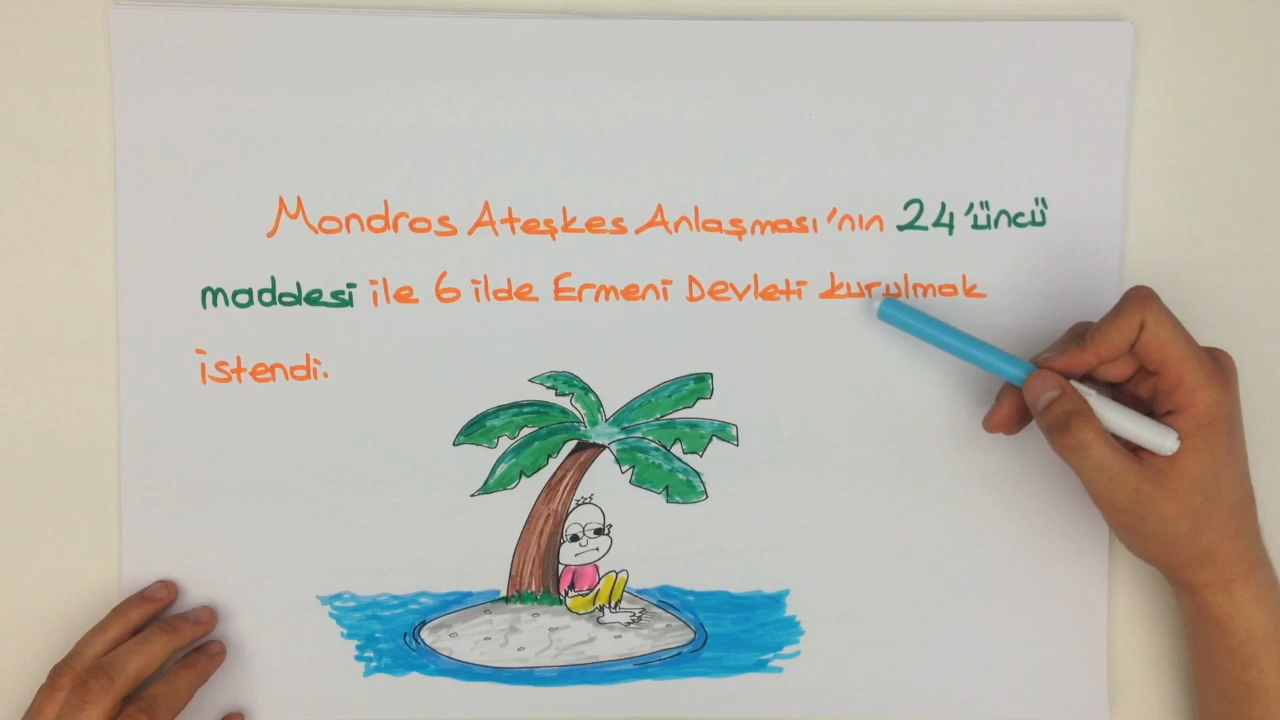 Mondros Ateşkes Anlaşması'nın 24'üncü
maddesi ile 6 ilde Ermeni Devleti kurulmak
istendi.